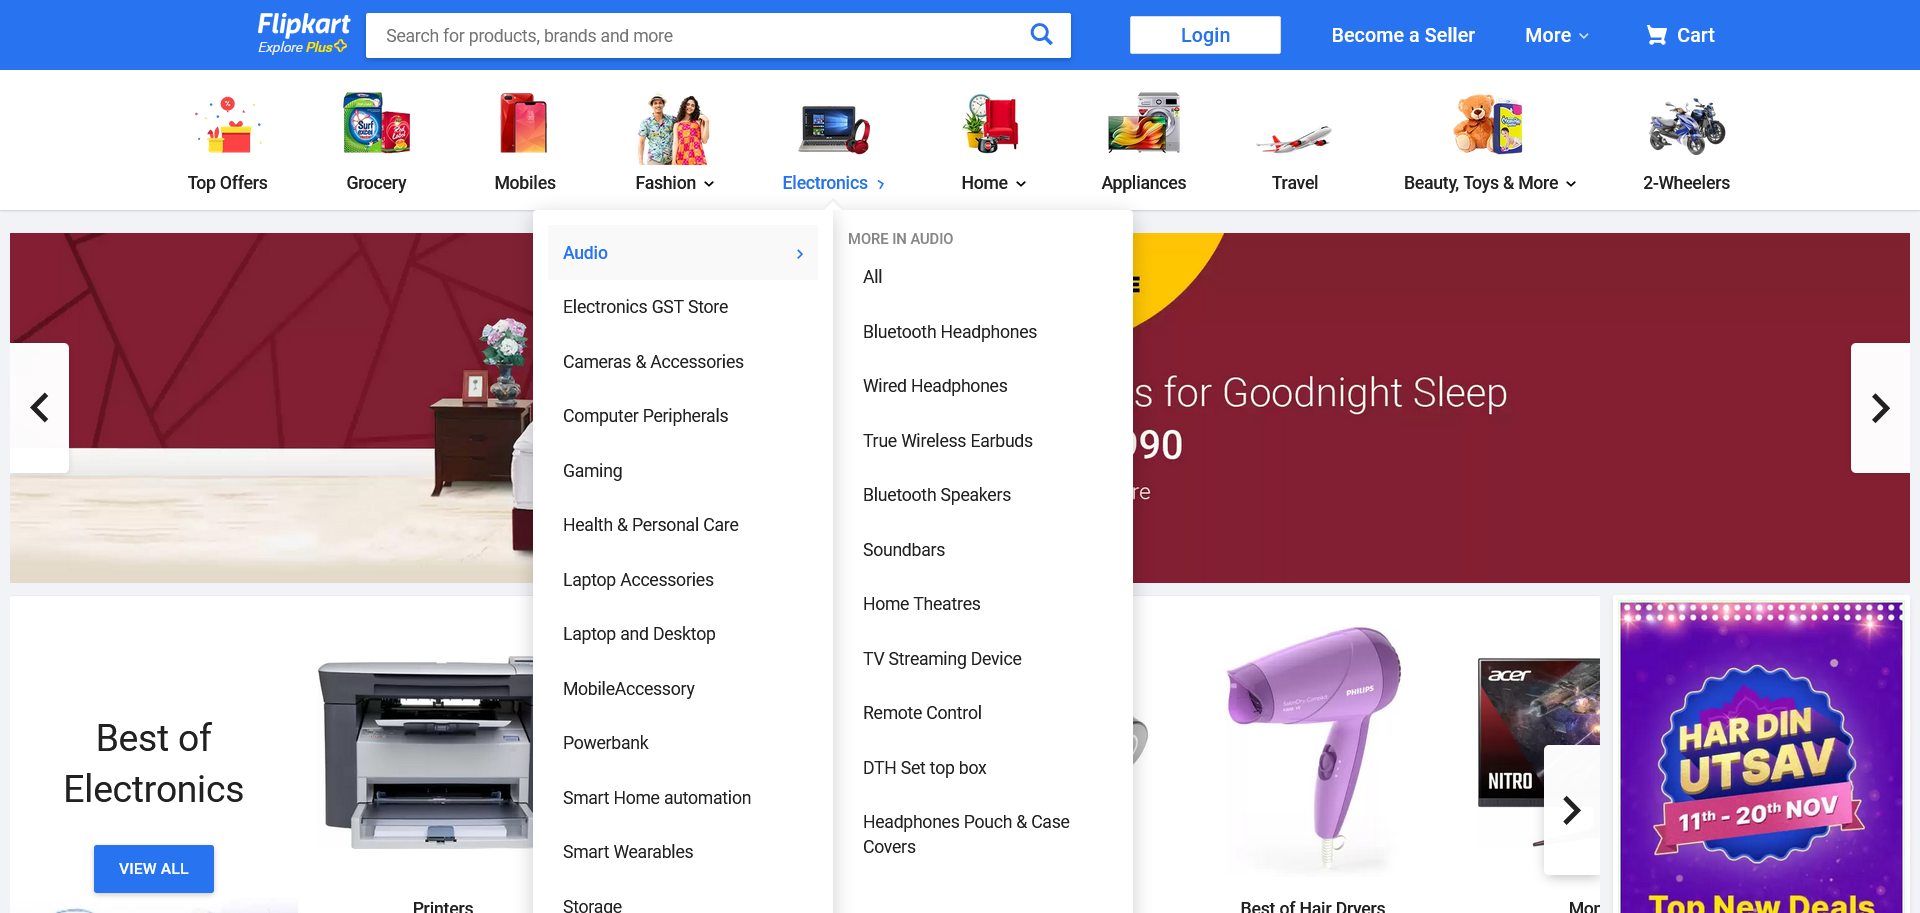 Flipkart
Explore Plus
Search for products, brands and more
Login
Become a Seller
More
Cart
Top Offers
Grocery
Mobiles
Fashion
Electronics
Home
Appliances
Travel
Beauty, Toys & More
2-Wheelers
Audio
Electronics GST Store
Cameras & Accessories
Computer Peripherals
Gaming
Health & Personal Care
Laptop Accessories
Laptop and Desktop
MobileAccessory
Powerbank
Smart Home automation
Smart Wearables
Storage
MORE IN AUDIO
All
Bluetooth Headphones
Wired Headphones
True Wireless Earbuds
Bluetooth Speakers
Soundbars
Home Theatres
TV Streaming Device
Remote Control
DTH Set top box
Headphones Pouch & Case
Covers
s for Goodnight Sleep
90
re
Best of
Electronics
VIEW ALL
Printers
PHILIPS
Best of Hair Dryers
acer
NITRO
HAR DIN
UTSAV
11th - 20th NOV
Top New Deals
Surf
excel